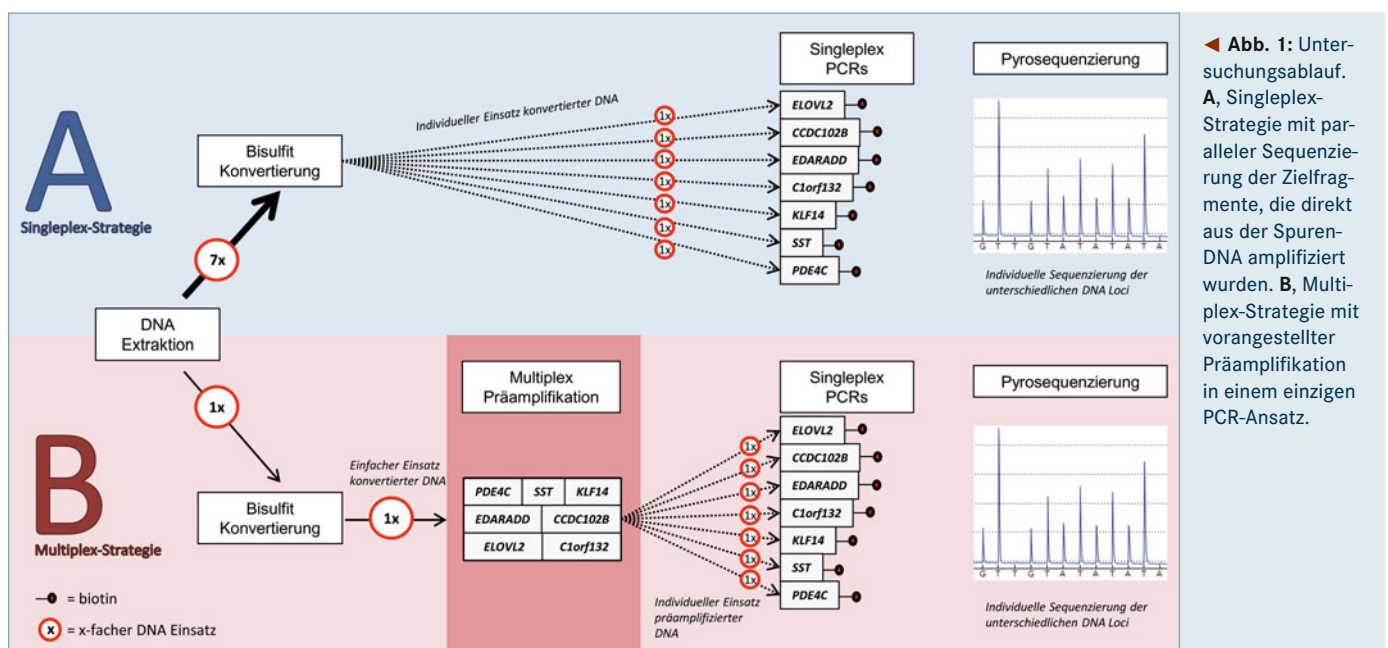 A
Singleplex-Strategie
Bisulfit
Konvertierung
7x
DNA
Extraktion
Individueller Einsatz konvertierter DNA
1x
1x
1x
1x
1x
1x
1x
Singleplex
PCRs
ELOVL2
CCDC102B
EDARADD
C1orf132
KLF14
SST
PDE4C
Pyrosequenzierung
G T T G T A T A T A T A
Individuelle Sequenzierung der
unterschiedlichen DNA Loci
B
Multiplex-Strategie
1x
Bisulfit
Konvertierung
Einfacher Einsatz
konvertierter DNA
1x
Multiplex
Präamplifikation
PDE4C SST KLF14
EDARADD CCDC102B
ELOVL2 C1orf132
1x
1x
1x
1x
1x
1x
1x
Individueller Einsatz
präamplifizierter
DNA
Singleplex
PCRs
ELOVL2
CCDC102B
EDARADD
C1orf132
KLF14
SST
PDE4C
Pyrosequenzierung
G T T G T A T A T A T A
Individuelle Sequenzierung der
unterschiedlichen DNA Loci
= biotin
x = x-facher DNA Einsatz
◄ Abb. 1: Unter-
suchungsablauf.
A, Singleplex-
Strategie mit par-
alleler Sequenzie-
rung der Zielfrag-
mente, die direkt
aus der Spuren-
DNA amplifiziert
wurden. B, Multi-
plex-Strategie mit
vorangestellter
Präamplifikation
in einem einzigen
PCR-Ansatz.